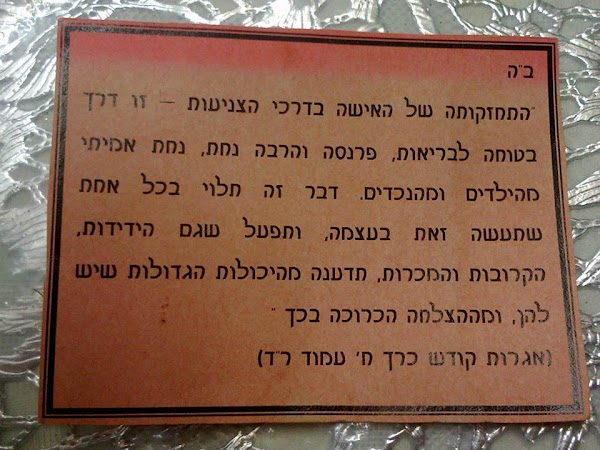 ב"ה
"התחזקותה של האישה בדרכי הצניעות – זו דרך
בטוחה לבריאות, פרנסה והרבה נחת, נחת אמיתי
מהילדים ומהנכדים. דבר זה תלוי בכל אחת
שתעשה זאת בעצמה, ותפעל שגם הידידות,
הקרובות והמכרות, תדענה מהיכולות הגדולות שיש
להן, ומההצלחה הכרוכה בכך "
(אגרות קודש כרך ח' עמוד ר"ד)